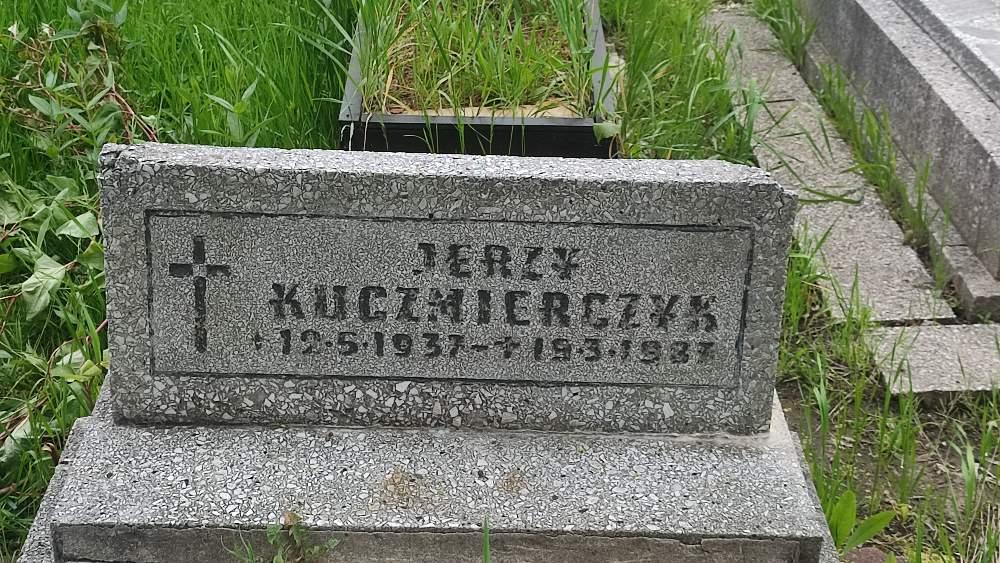 JERZY
KUCZMIERCZYK
* 12·5·1937 - † 19·3·1987